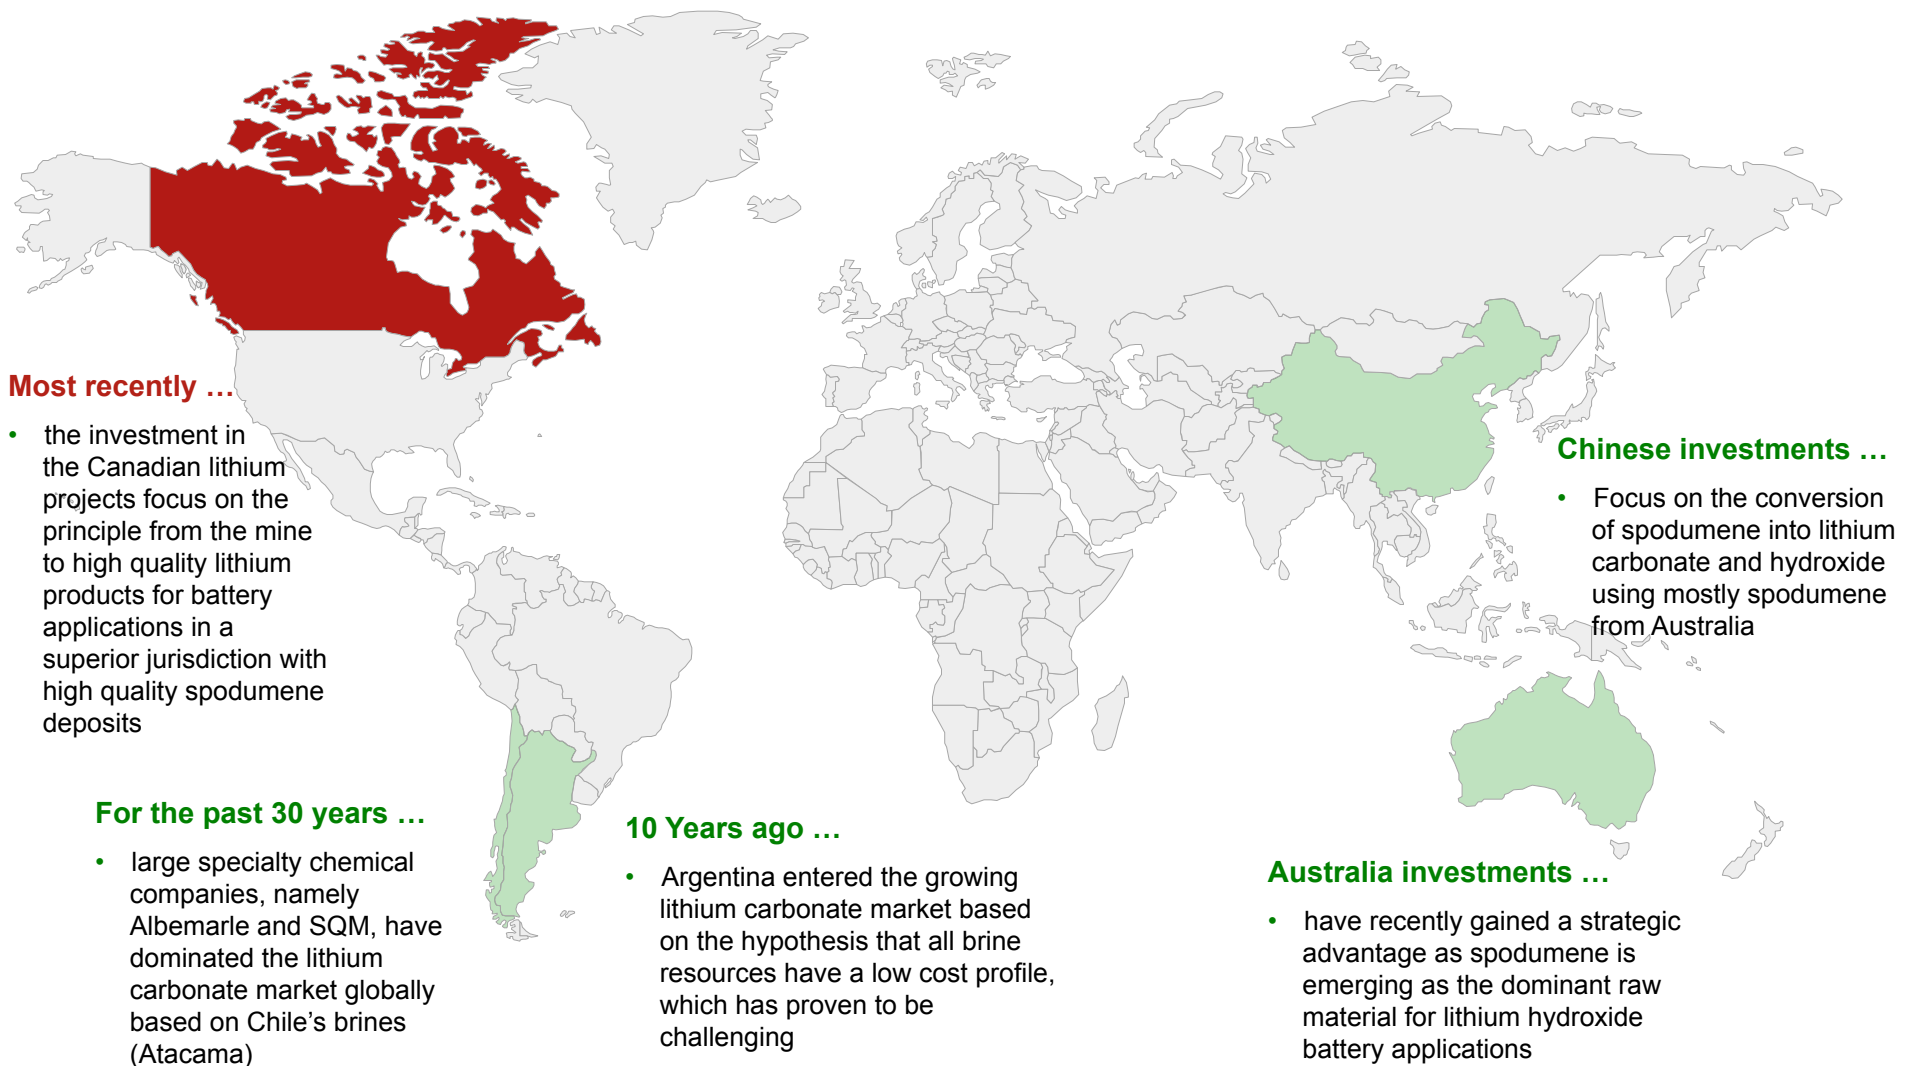 Most recently …
• the investment in
the Canadian lithium
projects focus on the
principle from the mine
to high quality lithium
products for battery
applications in a
superior jurisdiction with
high quality spodumene
deposits
For the past 30 years …
• large specialty chemical
companies, namely
Albemarle and SQM, have
dominated the lithium
carbonate market globally
based on Chile’s brines
(Atacama)
10 Years ago …
• Argentina entered the growing
lithium carbonate market based
on the hypothesis that all brine
resources have a low cost profile,
which has proven to be
challenging
Chinese investments …
• Focus on the conversion
of spodumene into lithium
carbonate and hydroxide
using mostly spodumene
from Australia
Australia investments …
• have recently gained a strategic
advantage as spodumene is
emerging as the dominant raw
material for lithium hydroxide
battery applications